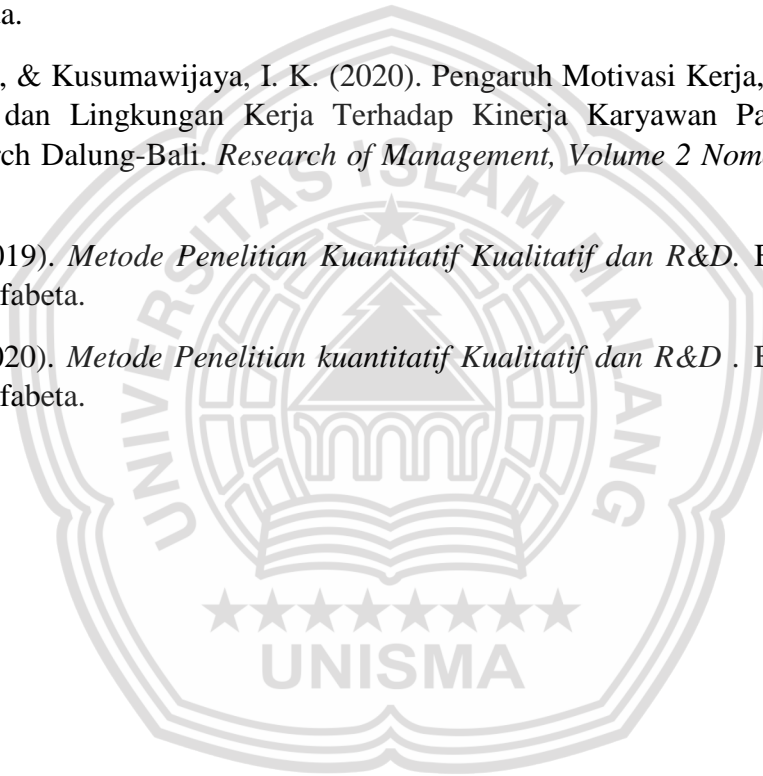 a.
, & Kusumawijaya, I. K. (2020). Pengaruh Motivasi Kerja,
dan Lingkungan Kerja Terhadap Kinerja Karyawan Pa
rch Dalung-Bali. Research of Management, Volume 2 Nom
019). Metode Penelitian Kuantitatif Kualitatif dan R&D.
fabeta.
020). Metode Penelitian kuantitatif Kualitatif dan R&D .
fabeta.
UNIVERSITAS ISLAM MALANG
UNISMA